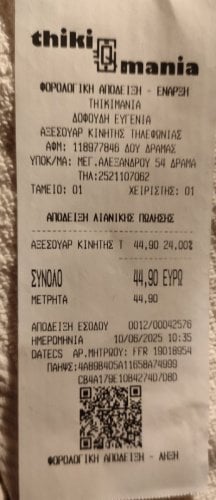 thiki
mania
ΦΟΡΟΛΟΓΙΚΗ ΑΠΟΔΕΙΞΗ - ΕΝΑΡΞΗ
THIKIMANIA
ΔΟΦΟΥΔΗ ΕΥΓΕΝΙΑ
ΑΞΕΣΟΥΑΡ ΚΙΝΗΤΗΣ ΤΗΛΕΦΩΝΙΑΣ
ΑΦΜ: 118977846 ΔΟΥ ΔΡΑΜΑΣ
ΥΠΟΚ/ΜΑ: ΜΕΓ.ΑΛΕΞΑΝΔΡΟΥ 54 ΔΡΑΜΑ
ΤΗΛ:2521107062
ΤΑΜΕΙΟ: 01 ΧΕΙΡΙΣΤΗΣ: 01
ΑΠΟΔΕΙΞΗ ΛΙΑΝΙΚΗΣ ΠΩΛΗΣΗΣ
ΑΞΕΣΟΥΑΡ ΚΙΝΗΤΗΣ Τ 44,90 24,00%
ΣΥΝΟΛΟ 44,90 ΕΥΡΩ
ΜΕΤΡΗΤΑ 44,90
ΑΠΟΔΕΙΞΗ ΕΣΟΔΟΥ 0012/00042576
ΗΜΕΡΟΜΗΝΙΑ 10/06/2025 10:35
DATECS ΑΡ.ΜΗΤΡΩΟΥ: FFR 19018954
ΠΑΗΨΣ:4A898405A11658A74999
CB4A179E1084274D7D8D
ΦΟΡΟΛΟΓΙΚΗ ΑΠΟΔΕΙΞΗ - ΛΗΞΗ